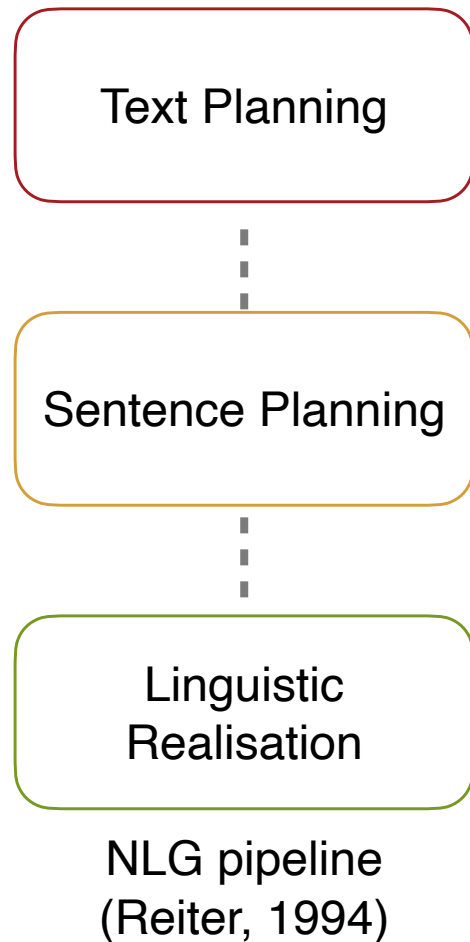 Text Planning
Sentence Planning
Linguistic
Realisation
NLG pipeline
(Reiter, 1994)